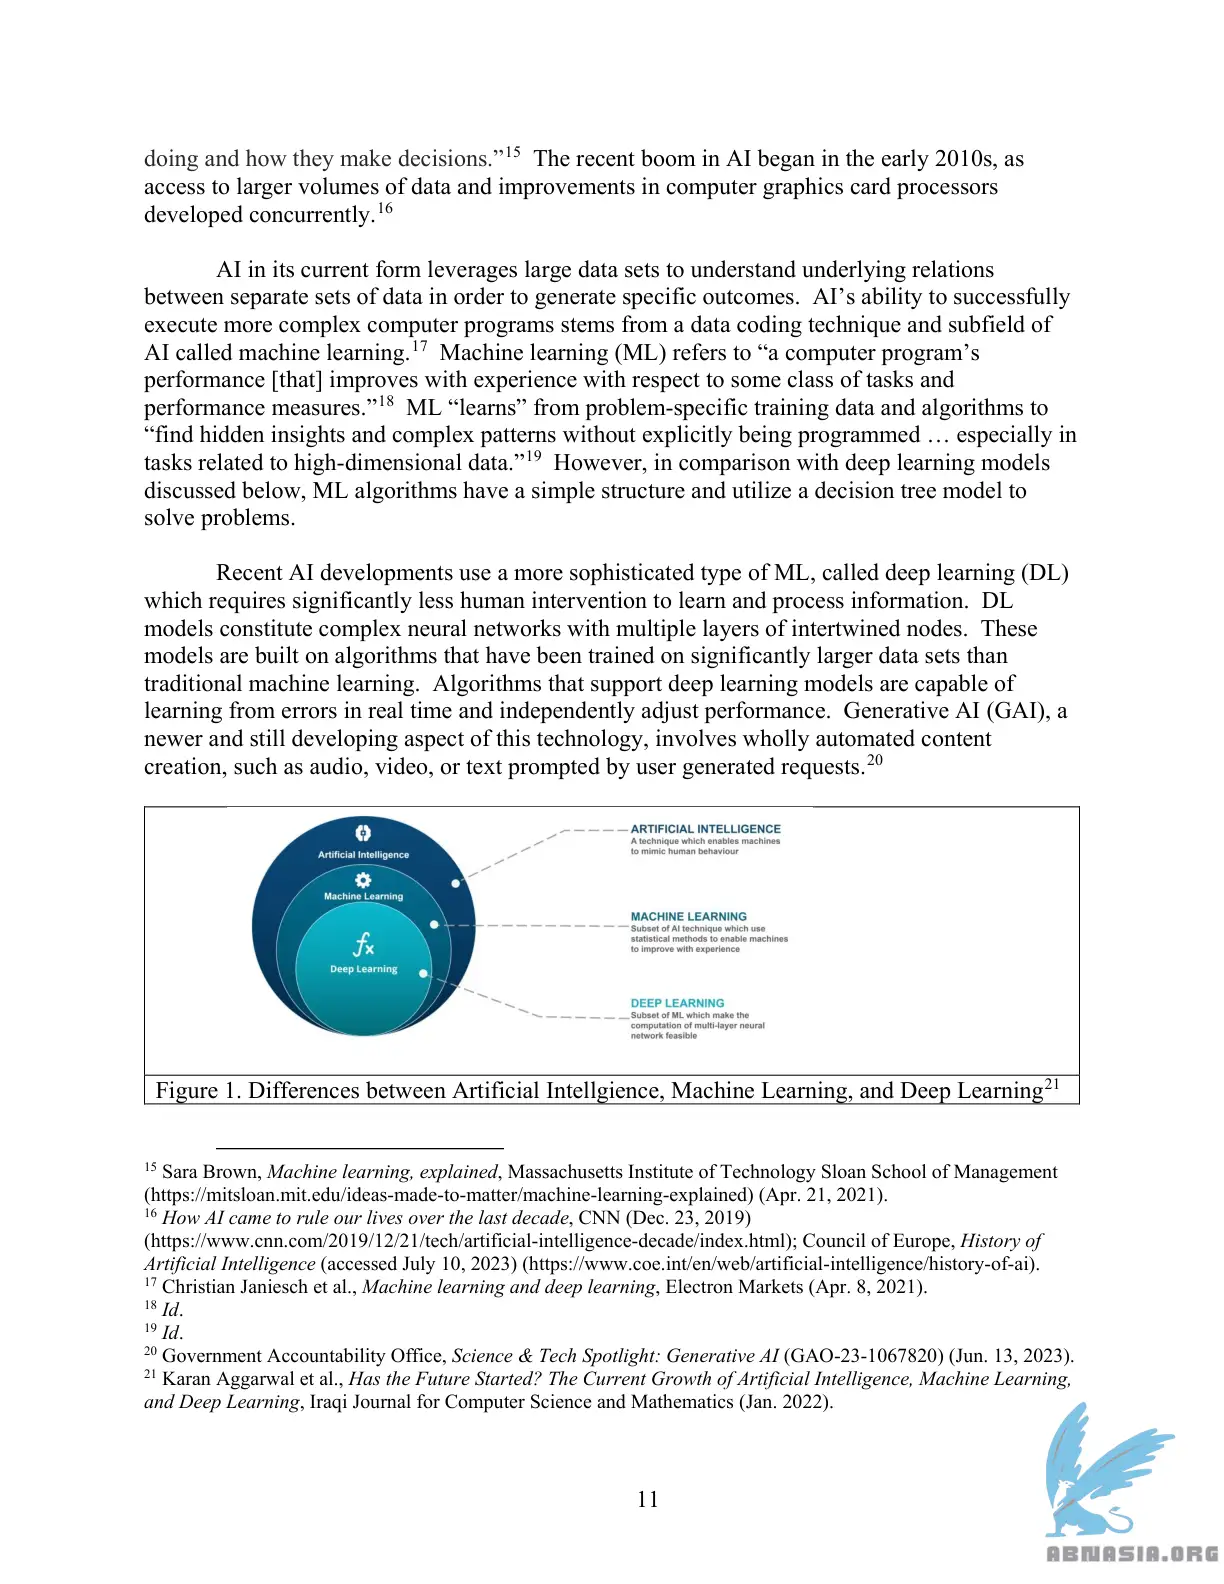 doing and how they make decisions.”15  The recent boom in AI began in the early 2010s, as
access to larger volumes of data and improvements in computer graphics card processors
developed concurrently.16
AI in its current form leverages large data sets to understand underlying relations
between separate sets of data in order to generate specific outcomes.  AI’s ability to successfully
execute more complex computer programs stems from a data coding technique and subfield of
AI called machine learning.17  Machine learning (ML) refers to “a computer program’s
performance [that] improves with experience with respect to some class of tasks and
performance measures.”18  ML “learns” from problem-specific training data and algorithms to
“find hidden insights and complex patterns without explicitly being programmed … especially in
tasks related to high-dimensional data.”19  However, in comparison with deep learning models
discussed below, ML algorithms have a simple structure and utilize a decision tree model to
solve problems.
Recent AI developments use a more sophisticated type of ML, called deep learning (DL)
which requires significantly less human intervention to learn and process information.  DL
models constitute complex neural networks with multiple layers of intertwined nodes.  These
models are built on algorithms that have been trained on significantly larger data sets than
traditional machine learning.  Algorithms that support deep learning models are capable of
learning from errors in real time and independently adjust performance.  Generative AI (GAI), a
newer and still developing aspect of this technology, involves wholly automated content
creation, such as audio, video, or text prompted by user generated requests.20
Artificial Intelligence
Machine Learning
fx
Deep Learning
ARTIFICIAL INTELLIGENCE
A technique which enables machines
to mimic human behaviour
MACHINE LEARNING
Subset of AI technique which use
statistical methods to enable machines
to improve with experience
DEEP LEARNING
Subset of ML which make the
computation of multi-layer neural
network feasible
Figure 1. Differences between Artificial Intellgience, Machine Learning, and Deep Learning21
15 Sara Brown, Machine learning, explained, Massachusetts Institute of Technology Sloan School of Management
(https://mitsloan.mit.edu/ideas-made-to-matter/machine-learning-explained) (Apr. 21, 2021).
16 How AI came to rule our lives over the last decade, CNN (Dec. 23, 2019)
(https://www.cnn.com/2019/12/21/tech/artificial-intelligence-decade/index.html); Council of Europe, History of
Artificial Intelligence (accessed July 10, 2023) (https://www.coe.int/en/web/artificial-intelligence/history-of-ai).
17 Christian Janiesch et al., Machine learning and deep learning, Electron Markets (Apr. 8, 2021).
18 Id.
19 Id.
20 Government Accountability Office, Science & Tech Spotlight: Generative AI (GAO-23-1067820) (Jun. 13, 2023).
21 Karan Aggarwal et al., Has the Future Started? The Current Growth of Artificial Intelligence, Machine Learning,
and Deep Learning, Iraqi Journal for Computer Science and Mathematics (Jan. 2022).
11
ABNASIA.ORG